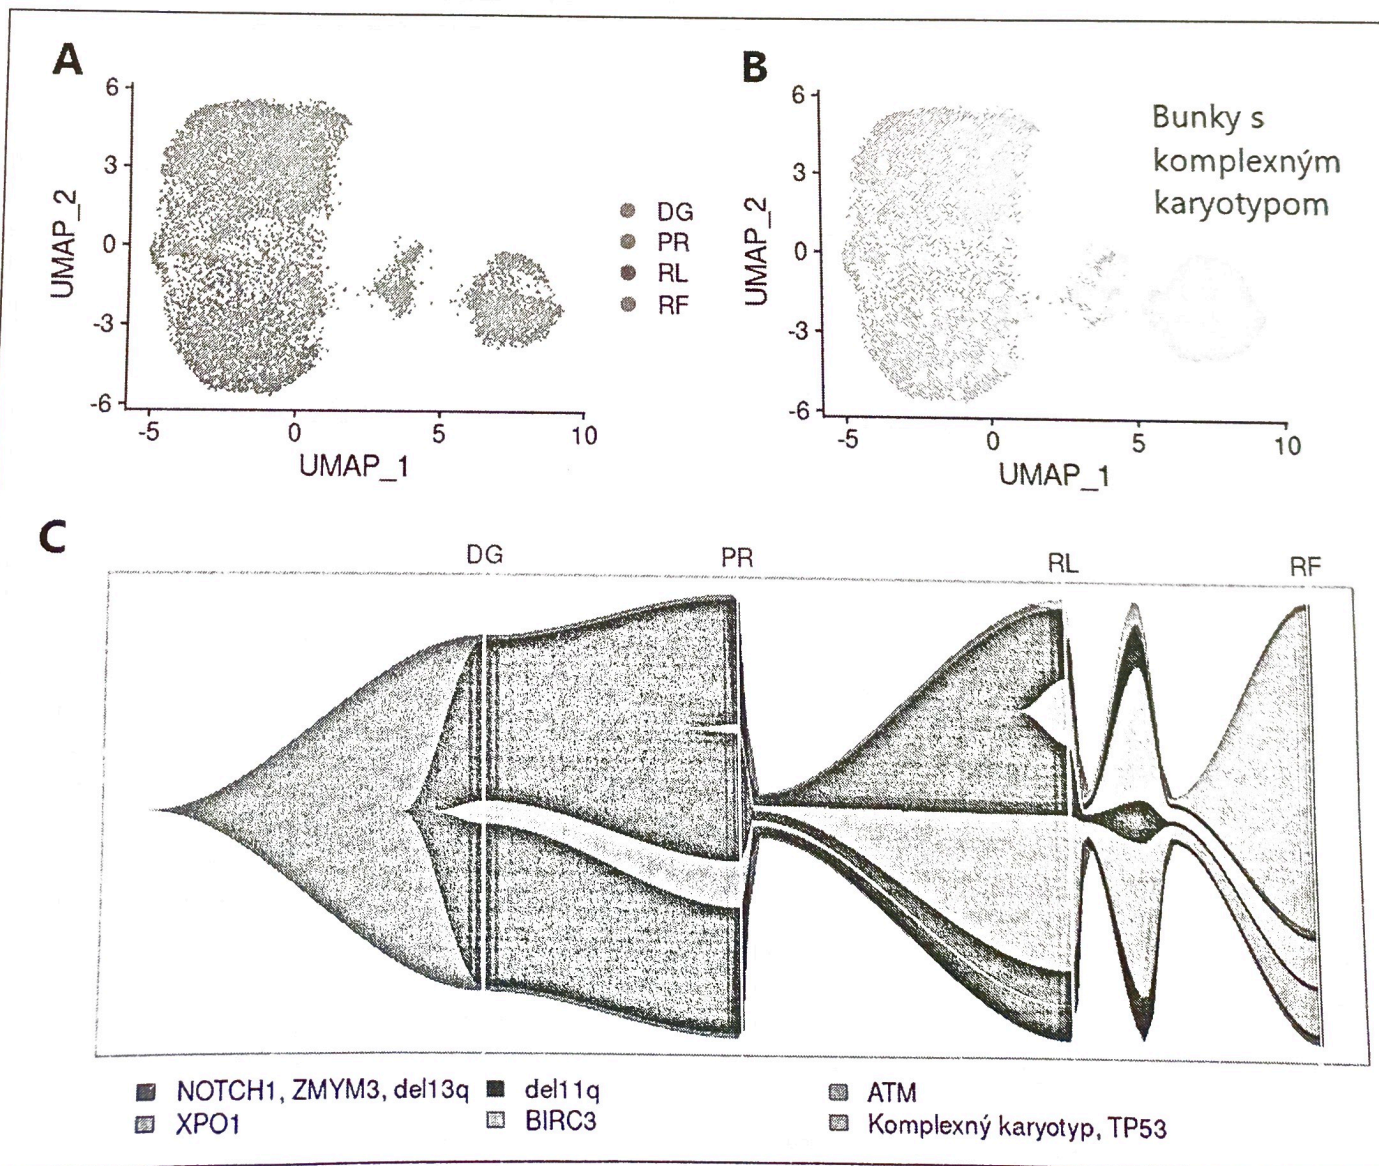 A
6
3
0
-3
-6
UMAP_2
-5 0 5 10
UMAP_1
DG
PR
RL
RF
B
6
3
0
-3
-6
UMAP_2
-5 0 5 10
UMAP_1
Bunky s
komplexným
karyotypom
C
DG PR RL RF
NOTCH1, ZMYM3, del13q del11q ATM
XPO1 BIRC3 Komplexný karyotyp, TP53